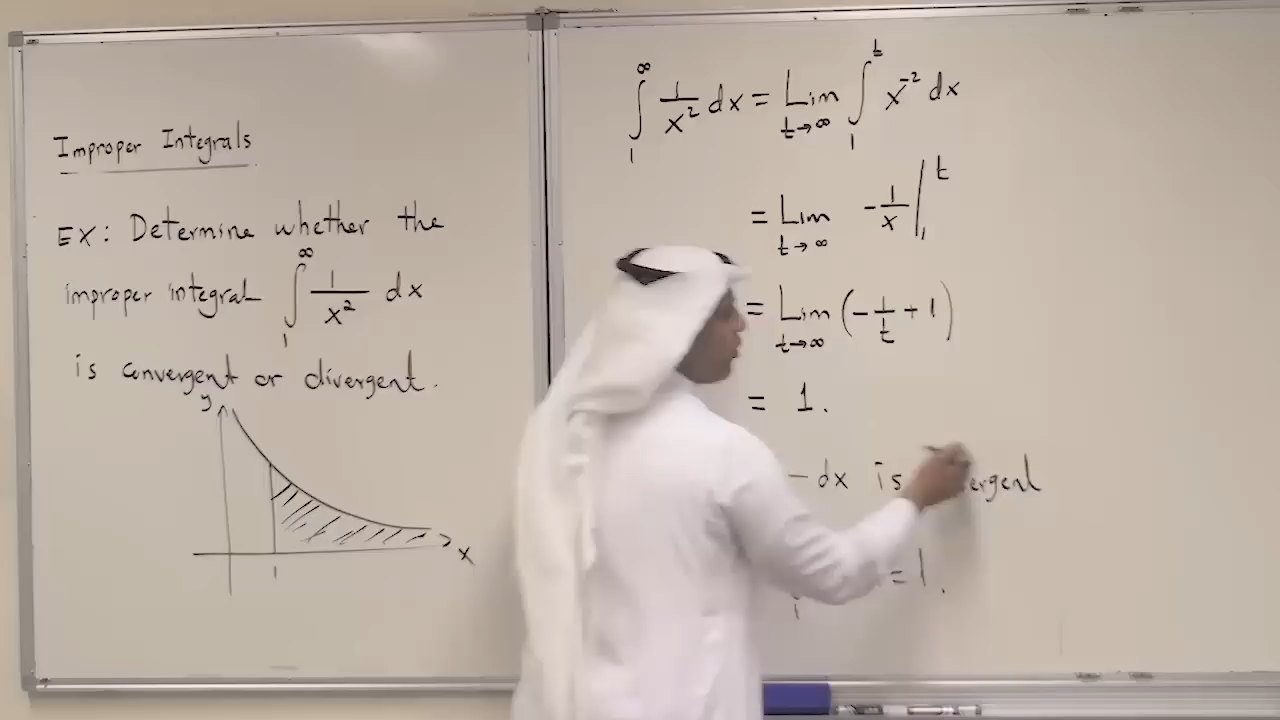 Improper Integrals
EX: Determine whether the
improper integral ∫₁^∞ 1/x² dx
is convergent or divergent.
y
x
1
∫₁^∞ 1/x² dx = Lim_{t→∞} ∫₁^t x⁻² dx
= Lim_{t→∞} -1/x |₁^t
= Lim_{t→∞} (-1/t + 1)
= 1.
dx is
= 1.